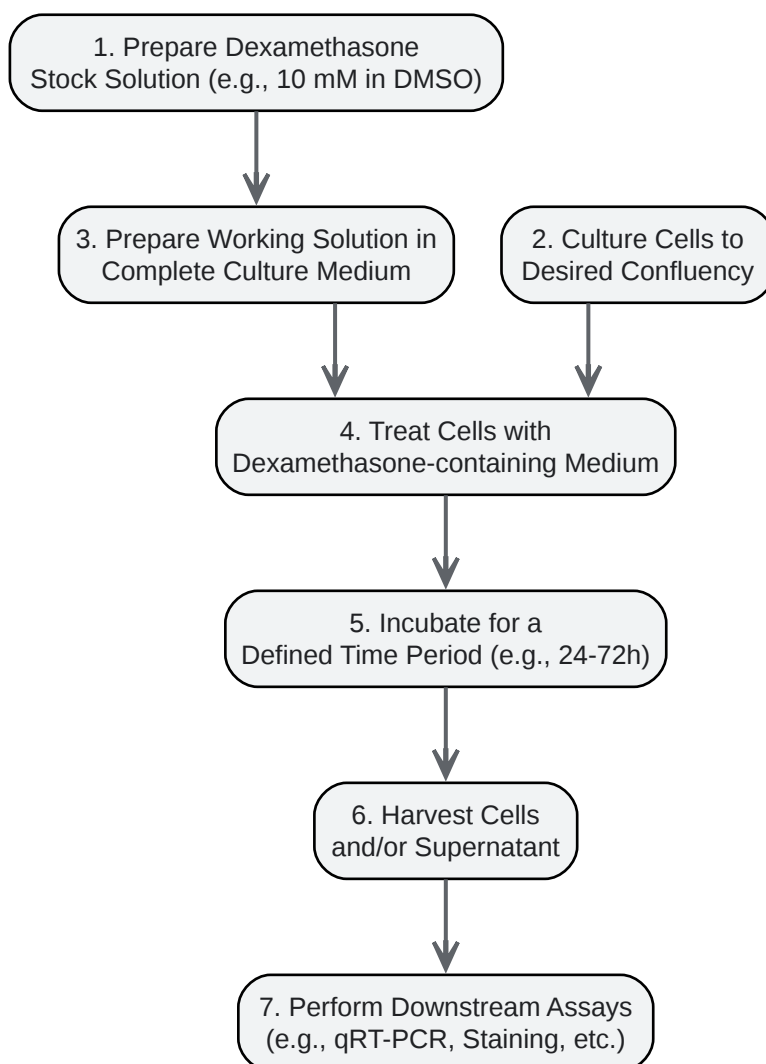 1. Prepare Dexamethasone
Stock Solution (e.g., 10 mM in DMSO)
3. Prepare Working Solution in
Complete Culture Medium
2. Culture Cells to
Desired Confluency
4. Treat Cells with
Dexamethasone-containing Medium
5. Incubate for a
Defined Time Period (e.g., 24-72h)
6. Harvest Cells
and/or Supernatant
7. Perform Downstream Assays
(e.g., qRT-PCR, Staining, etc.)